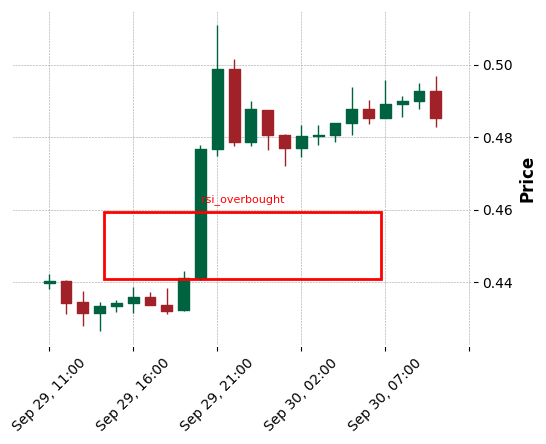 0.50
0.48
Price
rsi_overbought
0.46
0.44
Sep 29, 11:00
Sep 29, 16:00
Sep 29, 21:00
Sep 30, 02:00
Sep 30, 07:00